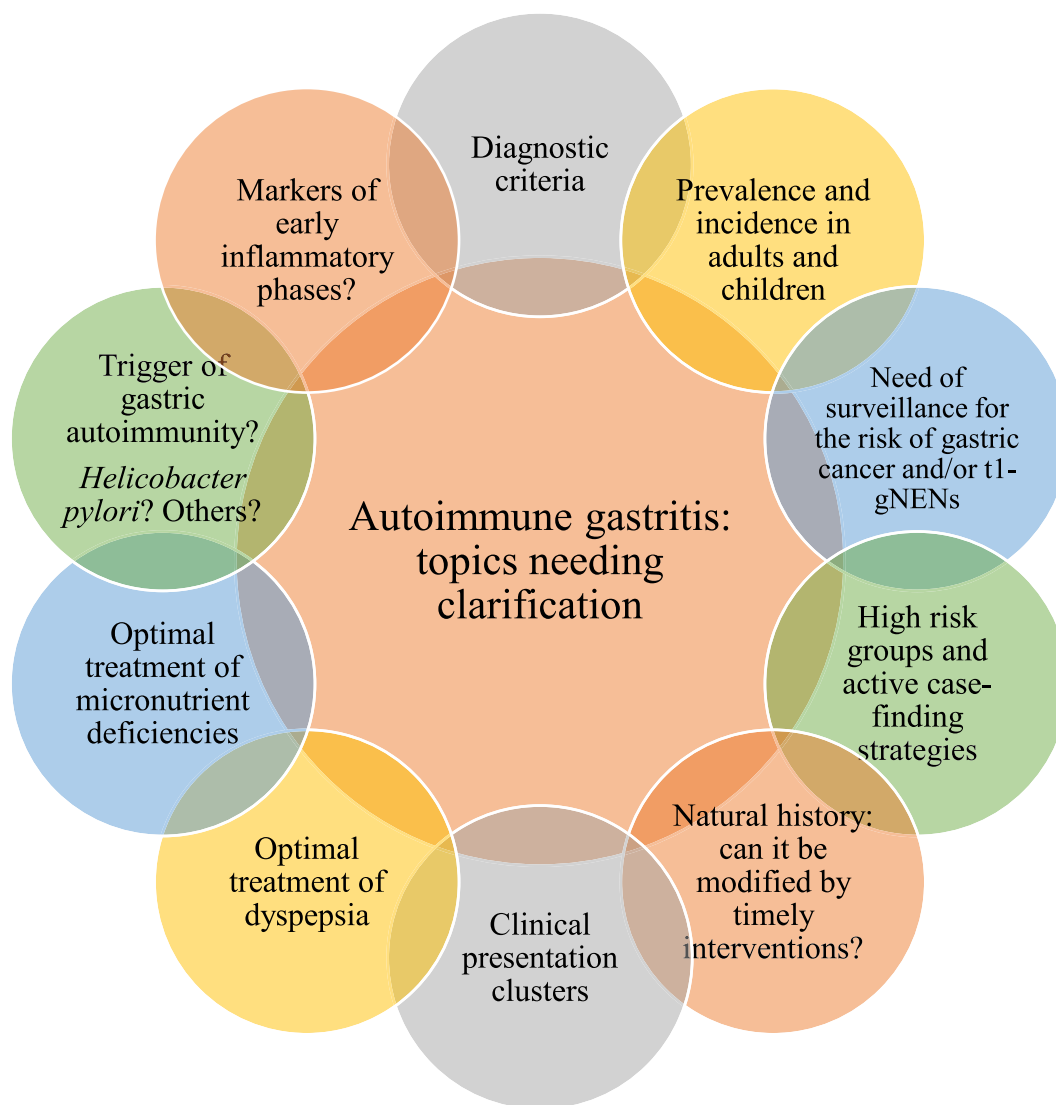 Diagnostic
criteria
Prevalence and
incidence in
adults and
children
Need of
surveillance for
the risk of gastric
cancer and/or t1-
gNENs
High risk
groups and
active case-
finding
strategies
Natural history:
can it be
modified by
timely
interventions?
Clinical
presentation
clusters
Optimal
treatment of
dyspepsia
Optimal
treatment of
micronutrient
deficiencies
Trigger of
gastric
autoimmunity?
Helicobacter
pylori? Others?
Markers of
early
inflammatory
phases?
Autoimmune gastritis:
topics needing
clarification